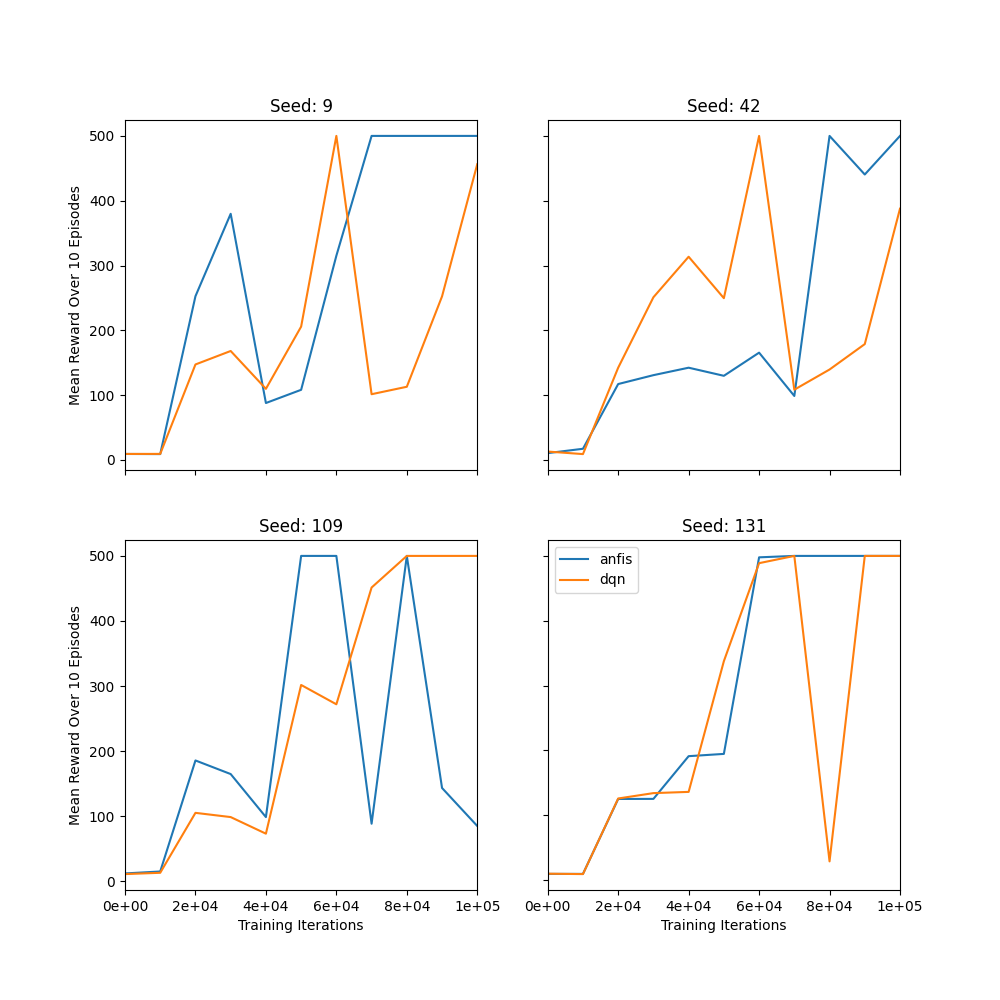 Seed: 9
Seed: 42
500
400
300
200
100
0
Mean Reward Over 10 Episodes
Seed: 109
Seed: 131
500
400
300
200
100
0
Mean Reward Over 10 Episodes
anfis
dqn
0e+00 2e+04 4e+04 6e+04 8e+04 1e+05
0e+00 2e+04 4e+04 6e+04 8e+04 1e+05
Training Iterations
Training Iterations